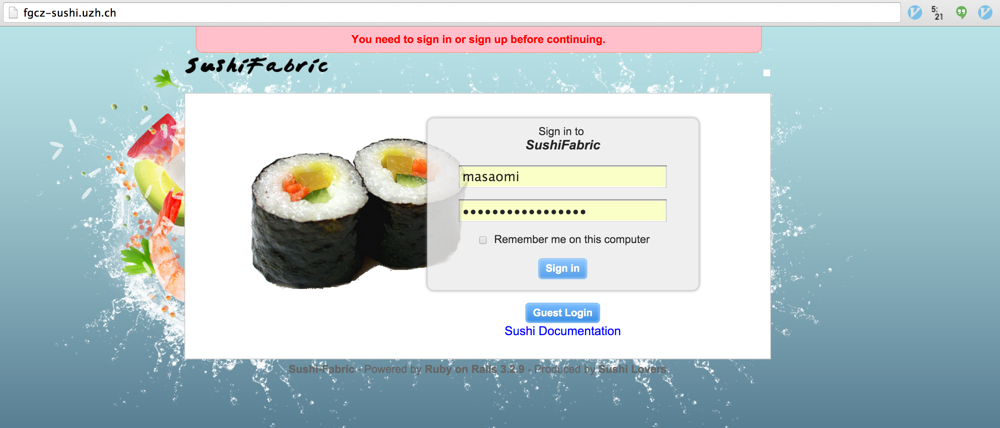 fgcz-sushi.uzh.ch
5:
21
You need to sign in or sign up before continuing.
SushiFabric
Sign in to
SushiFabric
masaomi
•••••••••••••••••
Remember me on this computer
Sign in
Guest Login
Sushi Documentation
Sushi-Fabric - Powered by Ruby on Rails 3.2.9 - Produced by Sushi Lovers